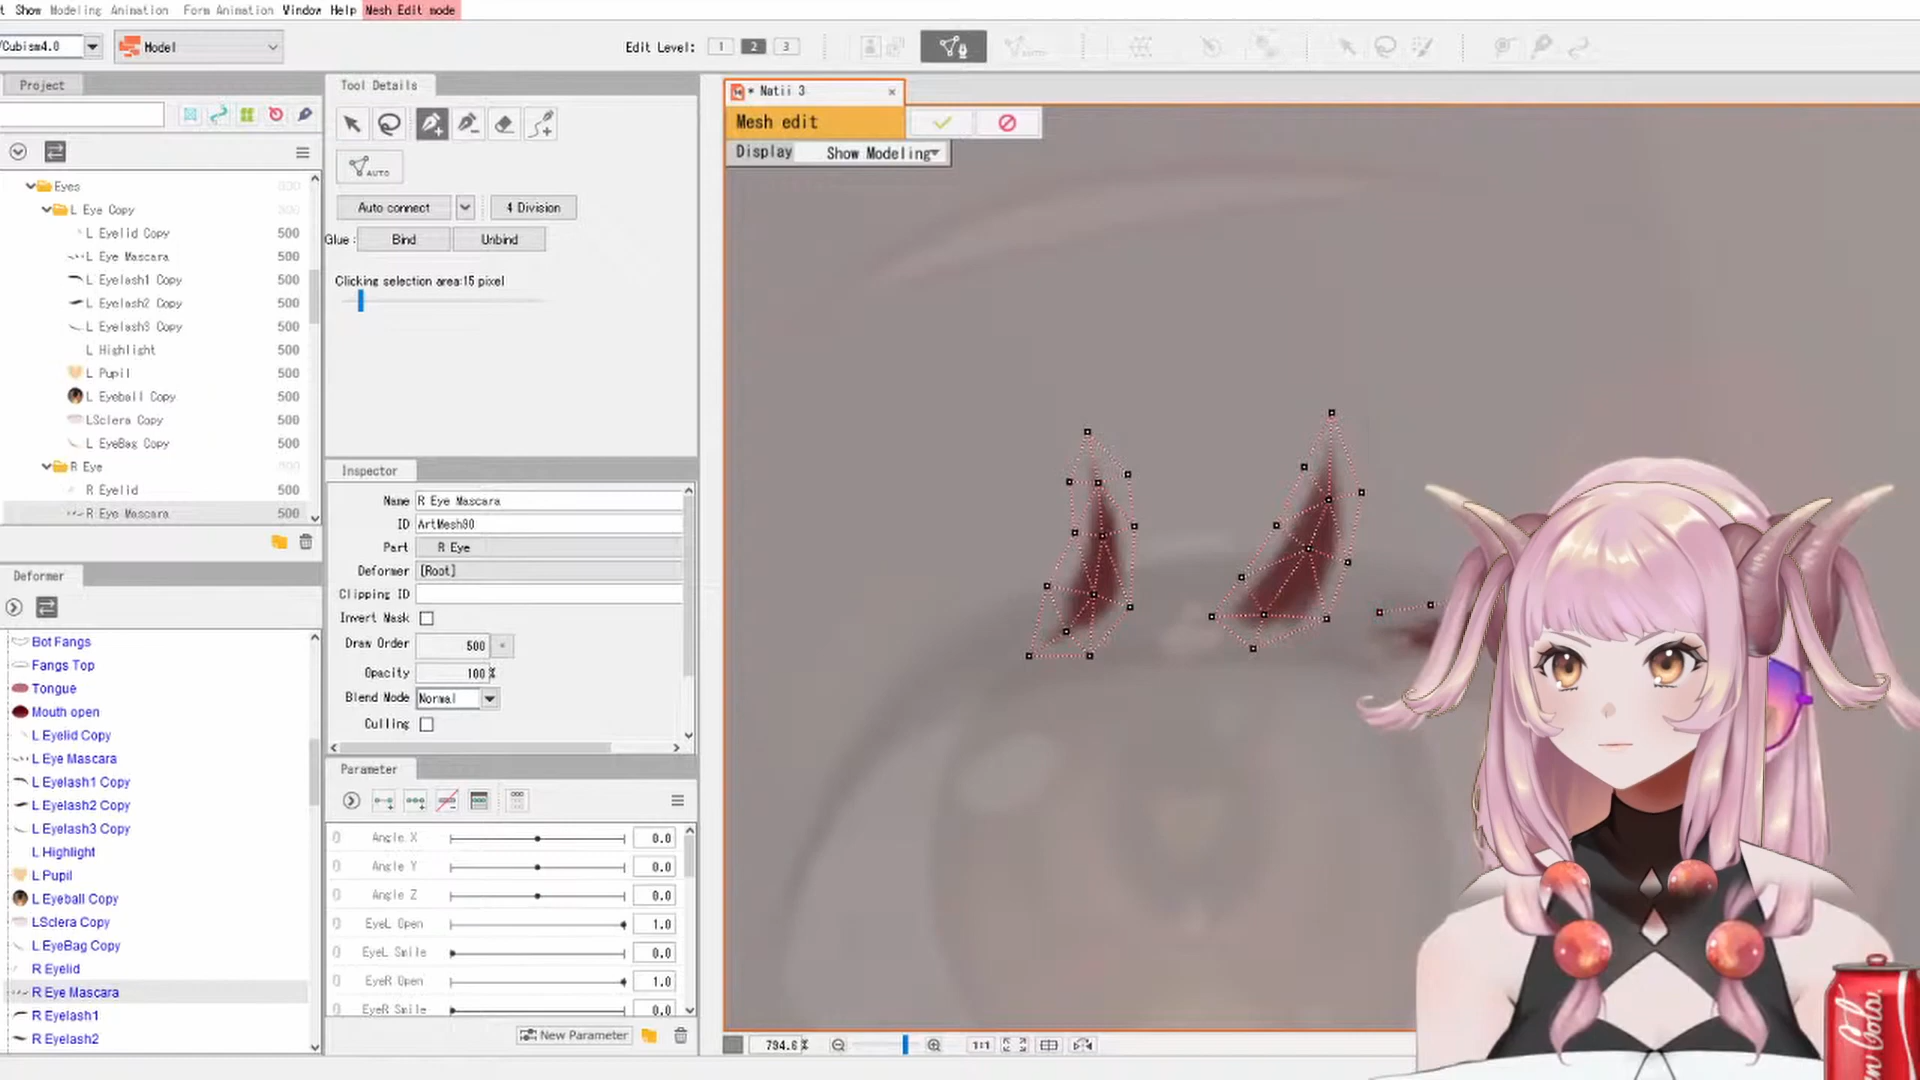 t Show Modeling Animation Form Animation Window Help Mesh Edit mode
/Cubism4.0 Model Edit Level: 1 2 3
Project
Eyes
L Eye Copy
L Eyelid Copy 500
L Eye Mascara 500
L Eyelash1 Copy 500
L Eyelash2 Copy 500
L Eyelash3 Copy 500
L Highlight 500
L Pupil 500
L Eyeball Copy 500
LSclera Copy 500
L EyeBag Copy 500
R Eye
R Eyelid 500
R Eye Mascara 500
Deformer
Bot Fangs
Fangs Top
Tongue
Mouth open
L Eyelid Copy
L Eye Mascara
L Eyelash1 Copy
L Eyelash2 Copy
L Eyelash3 Copy
L Highlight
L Pupil
L Eyeball Copy
LSclera Copy
L EyeBag Copy
R Eyelid
R Eye Mascara
R Eyelash1
R Eyelash2
Tool Details
AUTO
Auto connect 4 Division
Glue : Bind Unbind
Clicking selection area:15 pixel
Inspector
Name R Eye Mascara
ID ArtMesh90
Part R Eye
Deformer [Root]
Clipping ID
Invert Mask
Draw Order 500
Opacity 100 %
Blend Mode Normal
Culling
Parameter
Angle X 0.0
Angle Y 0.0
Angle Z 0.0
EyeL Open 1.0
EyeL Smile 0.0
EyeR Open 1.0
EyeR Smile 0.0
New Parameter
* Natii 3
Mesh edit
Display Show Modeling
794.6 % 1:1